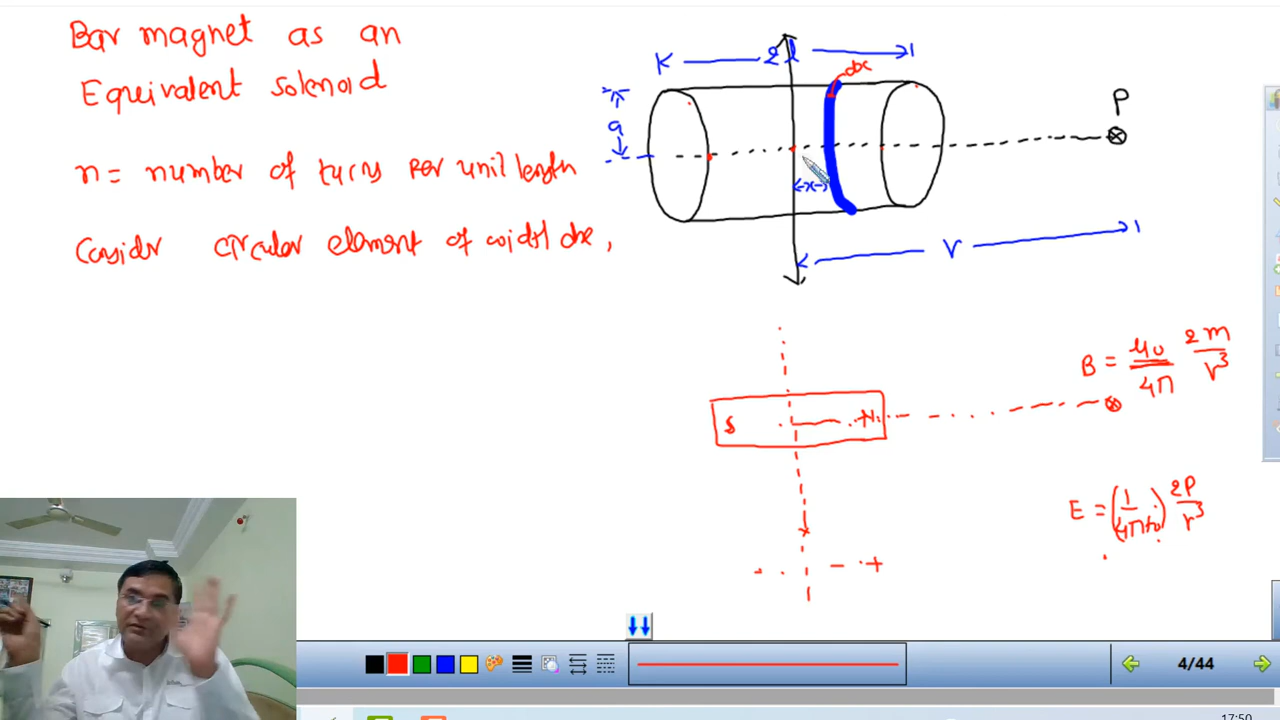 Bar magnet as an
Equivalent solenoid
n = number of turns per unit length
Consider circular element of width dx,
2l
dx
a
P
x
r
S
N
B = μ0/4π 2m/r³
E = (1/4πε0) 2P/r³
- +
4/44
17:50